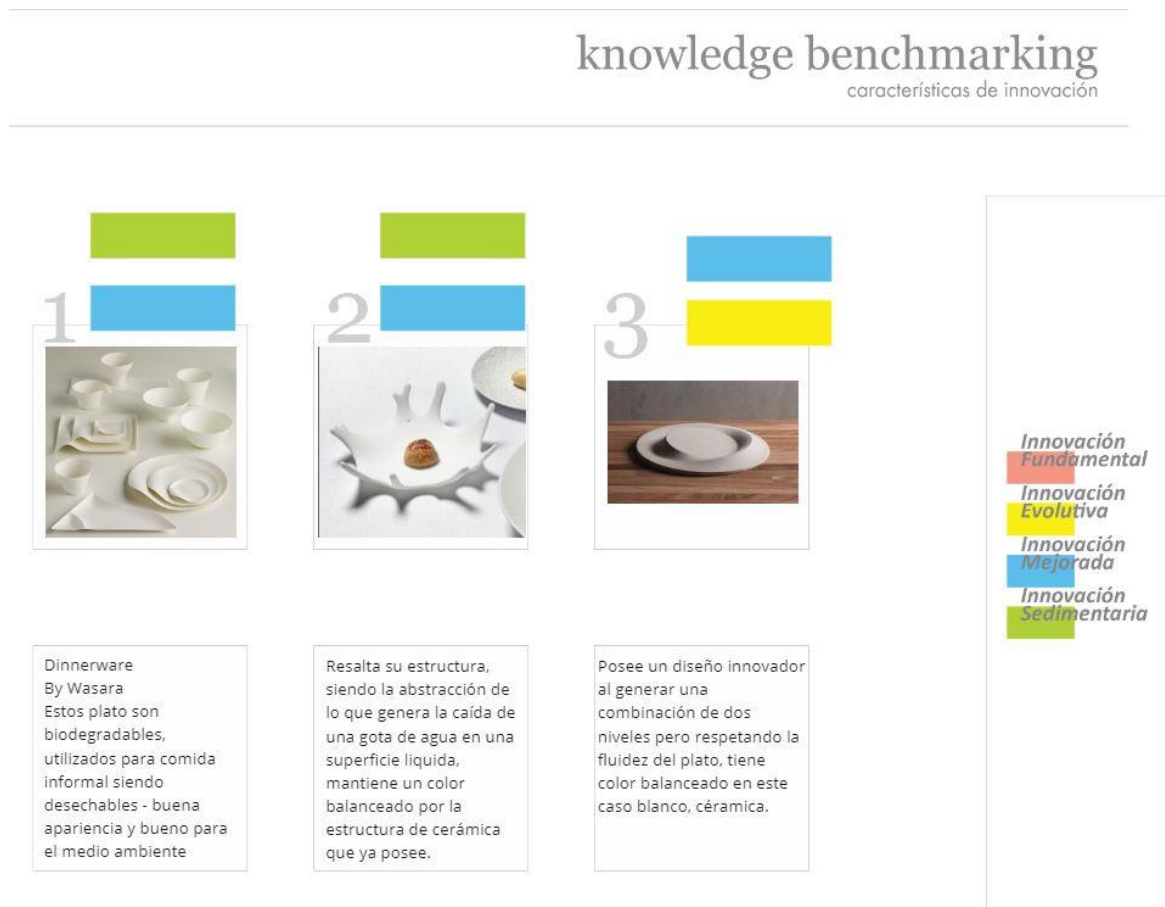 knowledge benchmarking
características de innovación
1
2
3
Dinnerware
By Wasara
Estos plato son
biodegradables,
utilizados para comida
informal siendo
desechables - buena
apariencia y bueno para
el medio ambiente
Resalta su estructura,
siendo la abstracción de
lo que genera la caída de
una gota de agua en una
superficie liquida,
mantiene un color
balanceado por la
estructura de cerámica
que ya posee.
Posee un diseño innovador
al generar una
combinación de dos
niveles pero respetando la
fluidez del plato, tiene
color balanceado en este
caso blanco, céramica.
Innovación
Fundamental
Innovación
Evolutiva
Innovación
Mejorada
Innovación
Sedimentaria